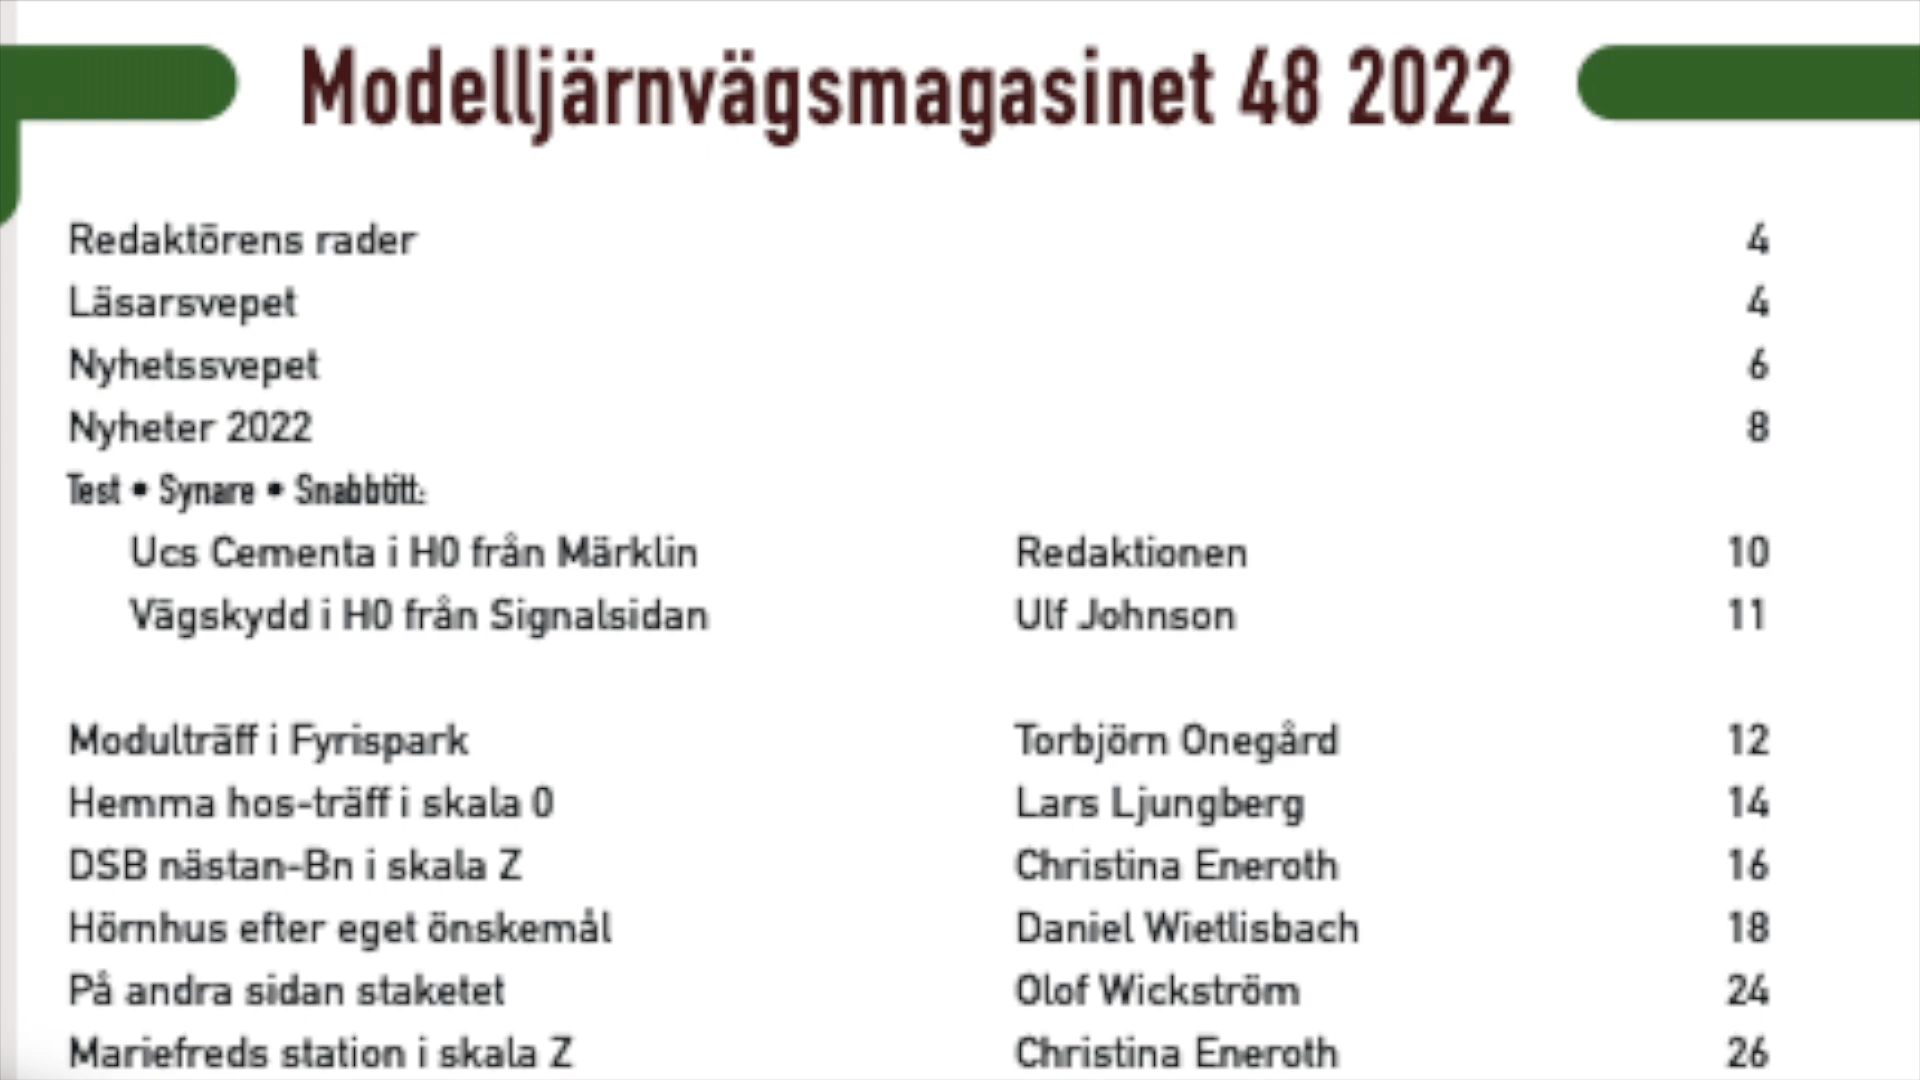 Modelljärnvägsmagasinet 48 2022
Redaktörens rader 4
Läsarsvepet 4
Nyhetssvepet 6
Nyheter 2022 8
Test • Synare • Snabbtitt:
Ucs Cementa i H0 från Märklin Redaktionen 10
Vägskydd i H0 från Signalsidan Ulf Johnson 11
Modulträff i Fyrispark Torbjörn Onegård 12
Hemma hos-träff i skala 0 Lars Ljungberg 14
DSB nästan-Bn i skala Z Christina Eneroth 16
Hörnhus efter eget önskemål Daniel Wietlisbach 18
På andra sidan staketet Olof Wickström 24
Mariefreds station i skala Z Christina Eneroth 26